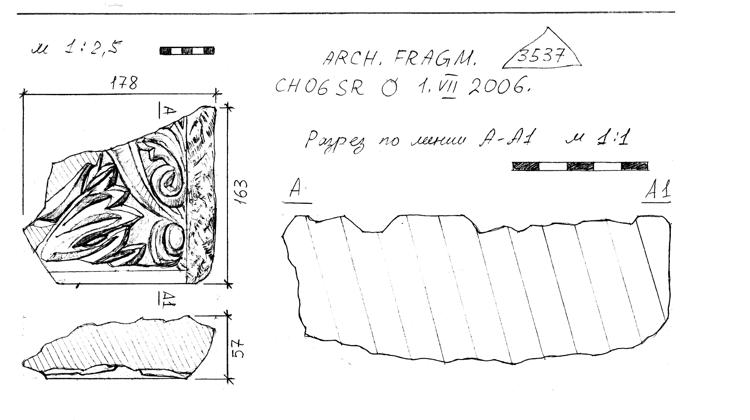 м 1:2,5
178
A
163
A1
57
ARCH. FRAGM. 3537
CH06SR Ø 1.VII 2006.
Разрез по линии A-A1 м 1:1
A A1